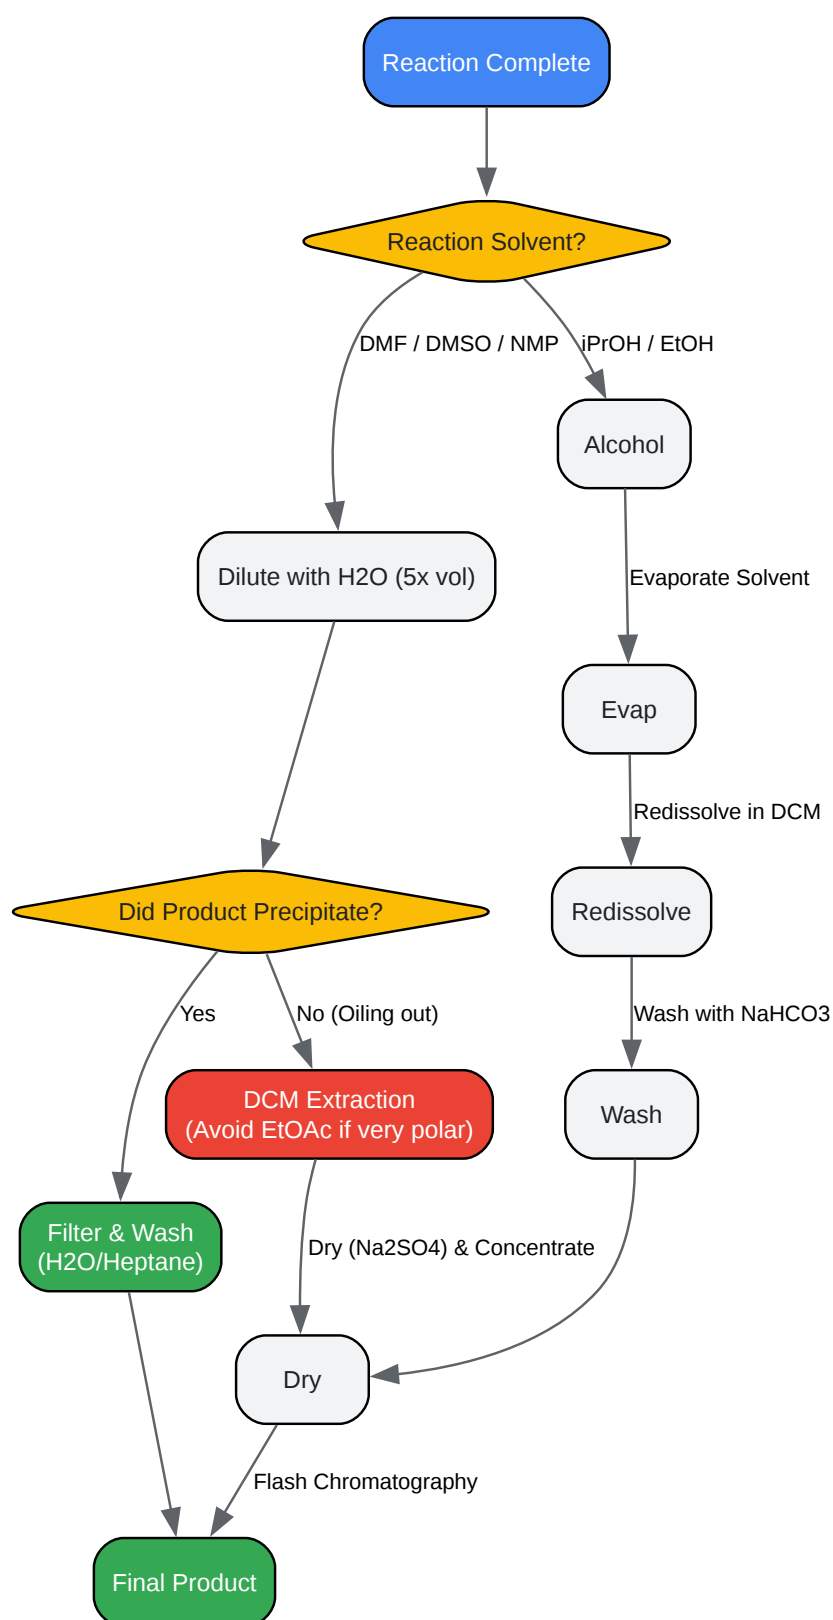 Reaction Complete
Reaction Solvent?
DMF / DMSO / NMP
iPrOH / EtOH
Alcohol
Dilute with H2O (5x vol)
Evaporate Solvent
Evap
Redissolve in DCM
Did Product Precipitate?
Redissolve
Yes
No (Oiling out)
Wash with NaHCO3
DCM Extraction
(Avoid EtOAc if very polar)
Wash
Filter & Wash
(H2O/Heptane)
Dry (Na2SO4) & Concentrate
Dry
Flash Chromatography
Final Product